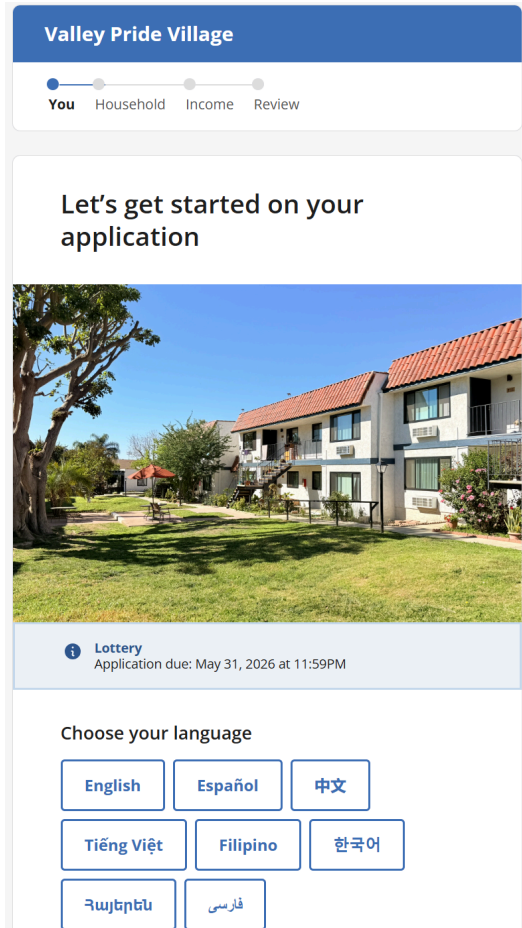 Valley Pride Village
You Household Income Review
Let’s get started on your
application
Lottery
Application due: May 31, 2026 at 11:59PM
Choose your language
English Español 中文
Tiếng Việt Filipino 한국어
Հայերեն فارسی